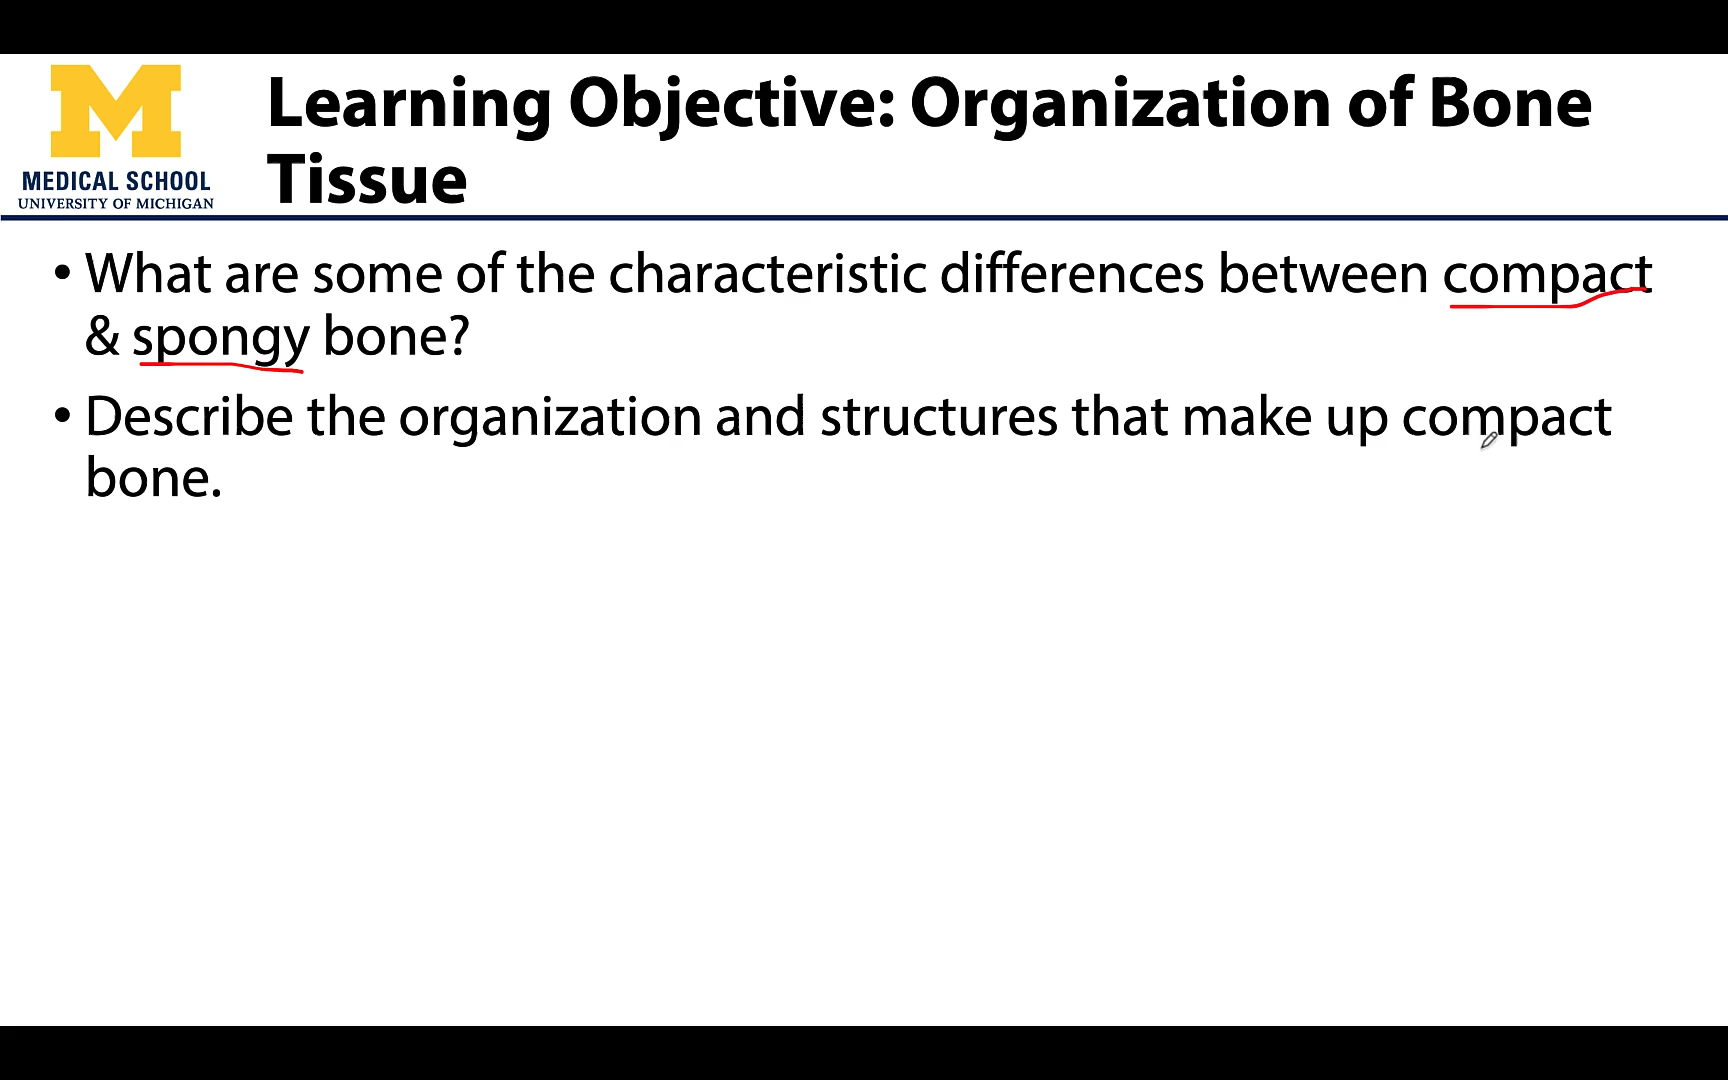 M
MEDICAL SCHOOL
UNIVERSITY OF MICHIGAN
Learning Objective: Organization of Bone
Tissue
• What are some of the characteristic differences between compact
& spongy bone?
• Describe the organization and structures that make up compact
bone.